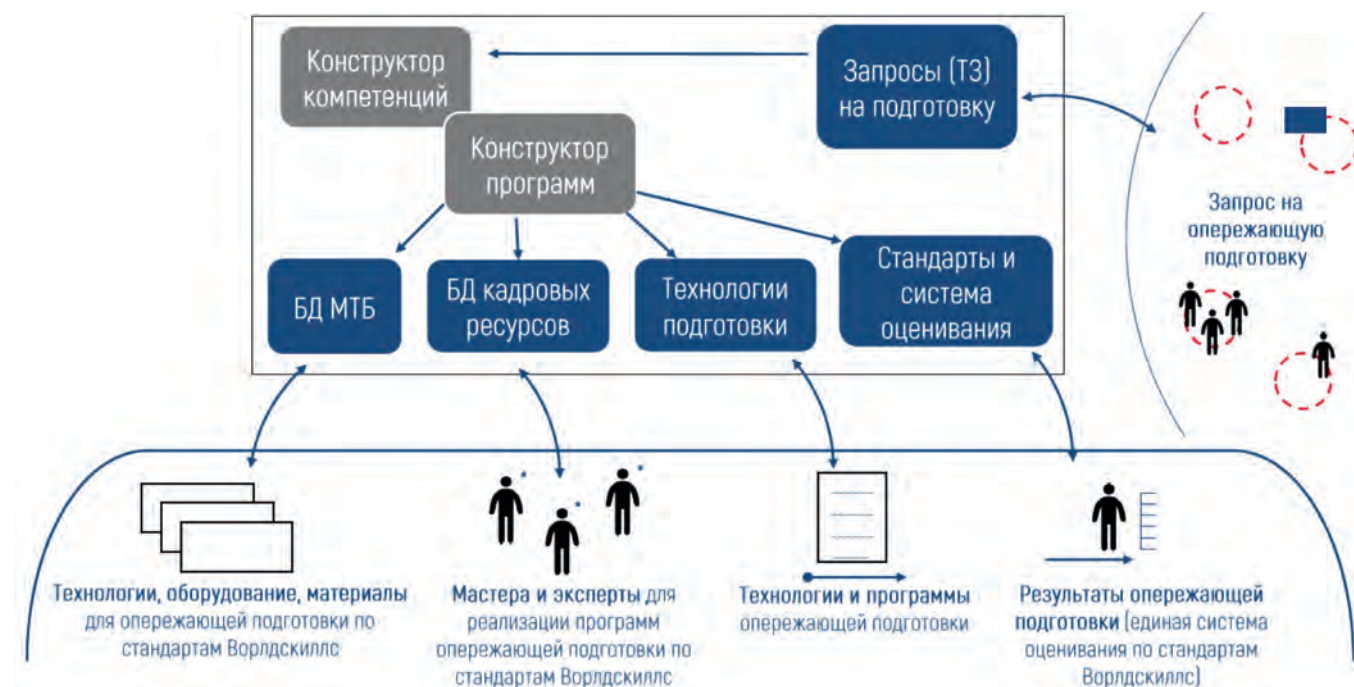 Конструктор
компетенций
Запросы (ТЗ)
на подготовку
Конструктор
программ
БД МТБ
БД кадровых
ресурсов
Технологии
подготовки
Стандарты и
система
оценивания
Запрос на
опережающую
подготовку
Технологии, оборудование, материалы
для опережающей подготовки по
стандартам Ворлдскиллс
Мастера и эксперты для
реализации программ
опережающей подготовки по
стандартам Ворлдскиллс
Технологии и программы
опережающей подготовки
Результаты опережающей
подготовки (единая система
оценивания по стандартам
Ворлдскиллс)